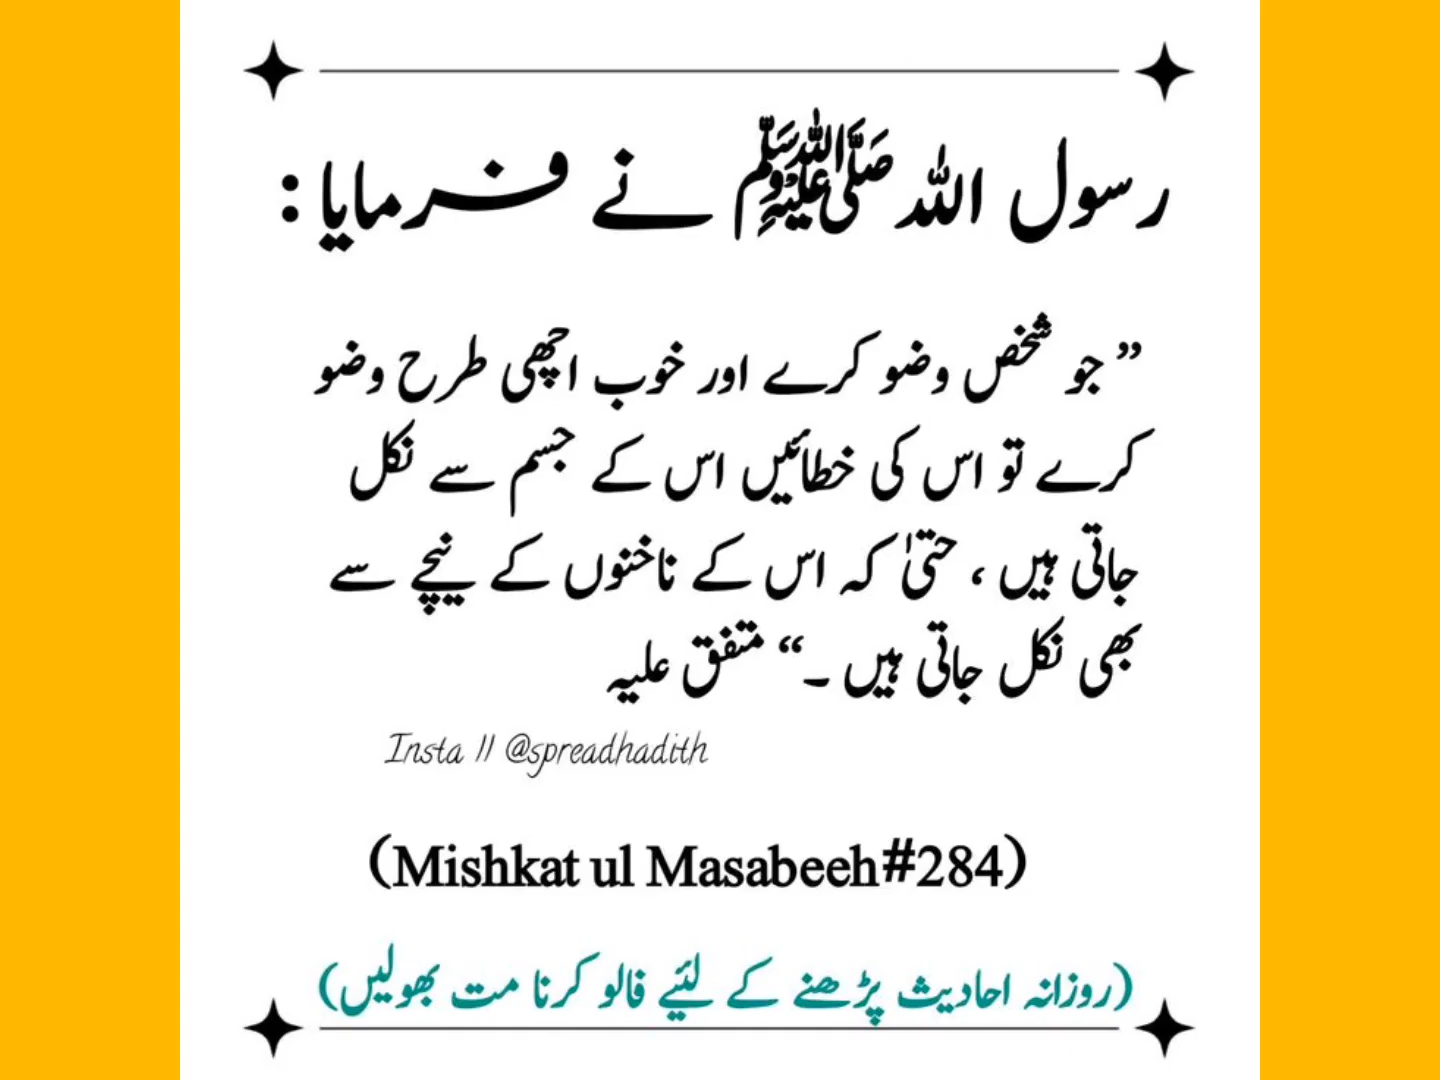 رسول اللہ ﷺ نے فرمایا:
” جو شخص وضو کرے اور خوب اچھی طرح وضو
کرے تو اس کی خطائیں اس کے جسم سے نکل
جاتی ہیں ، حتیٰ کہ اس کے ناخنوں کے نیچے سے
بھی نکل جاتی ہیں ۔“ متفق علیہ
Insta || @spreadhadith
(Mishkat ul Masabeeh#284)
(روزانہ احادیث پڑھنے کے لئیے فالو کرنا مت بھولیں)